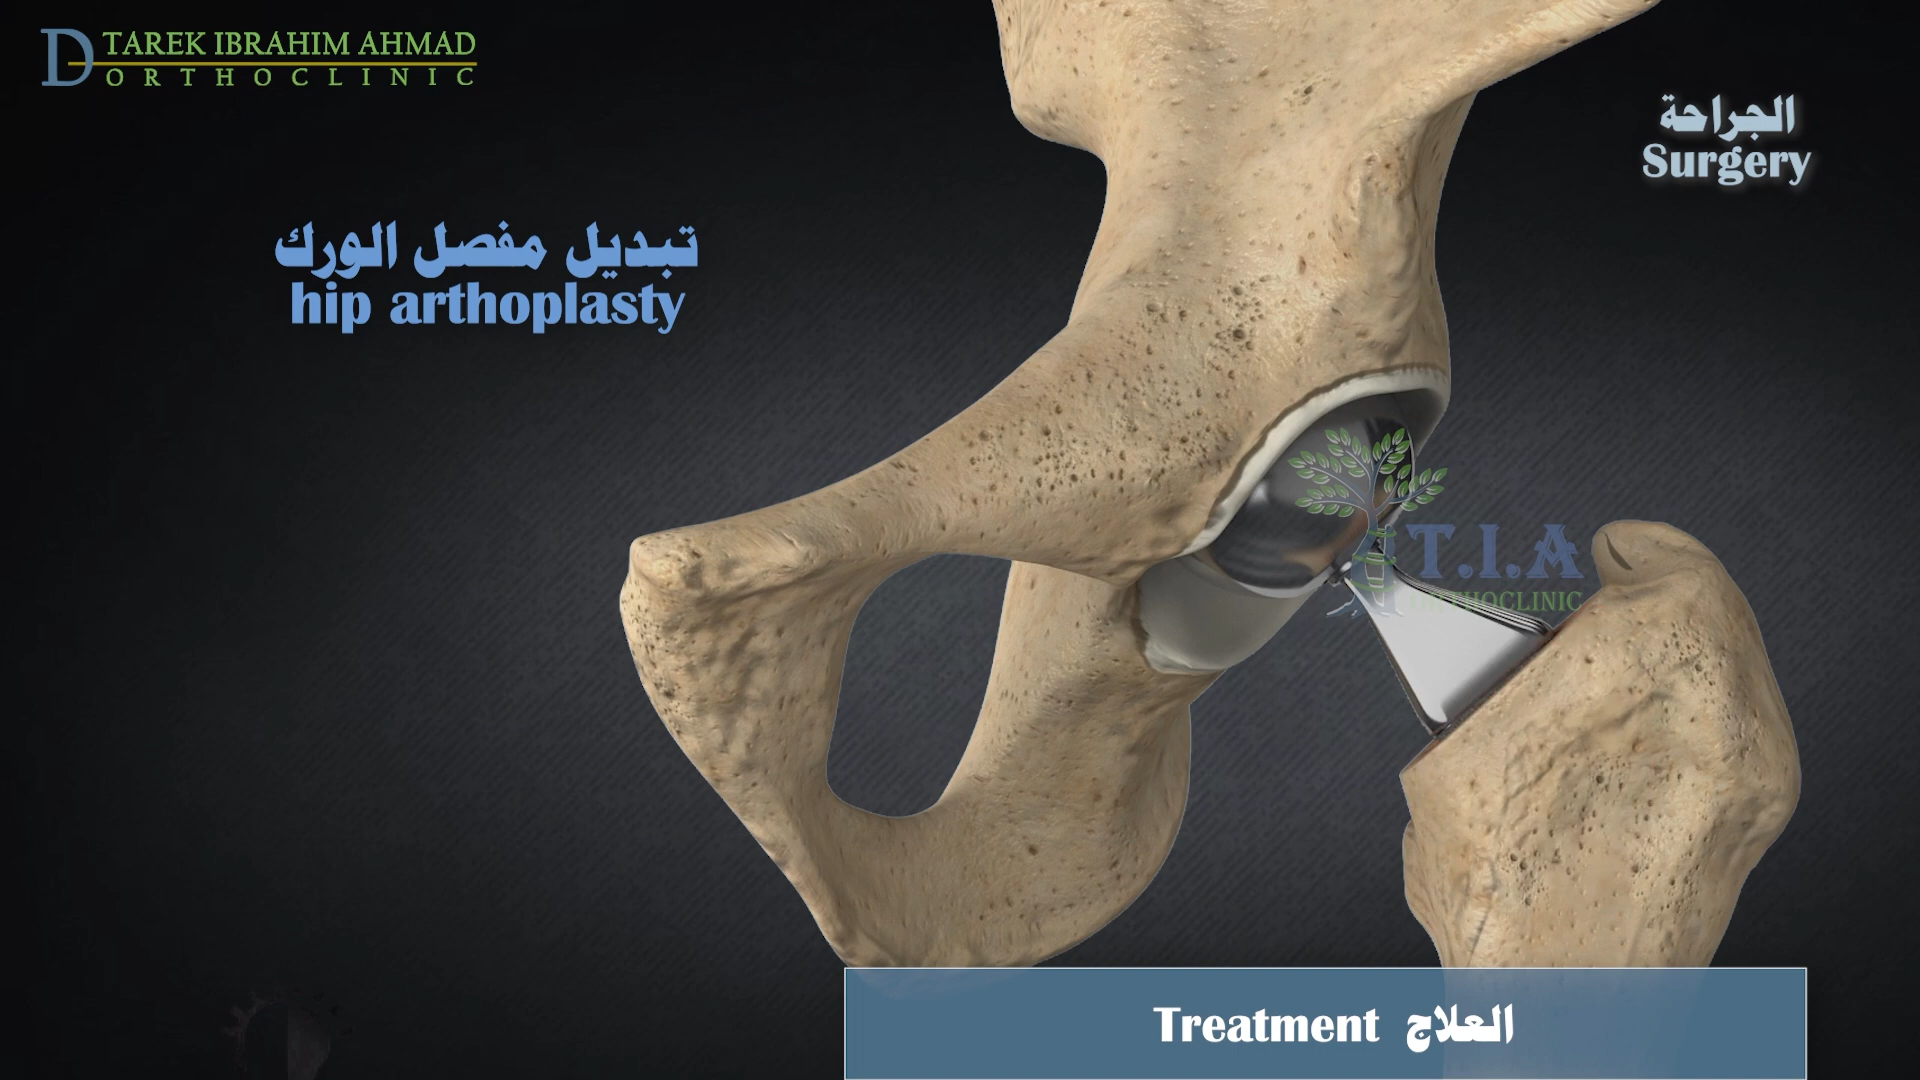 D TAREK IBRAHIM AHMAD
ORTHOCLINIC
الجراحة
Surgery
تبديل مفصل الورك
hip arthoplasty
T.I.A
ORTHOCLINIC
Treatment العلاج